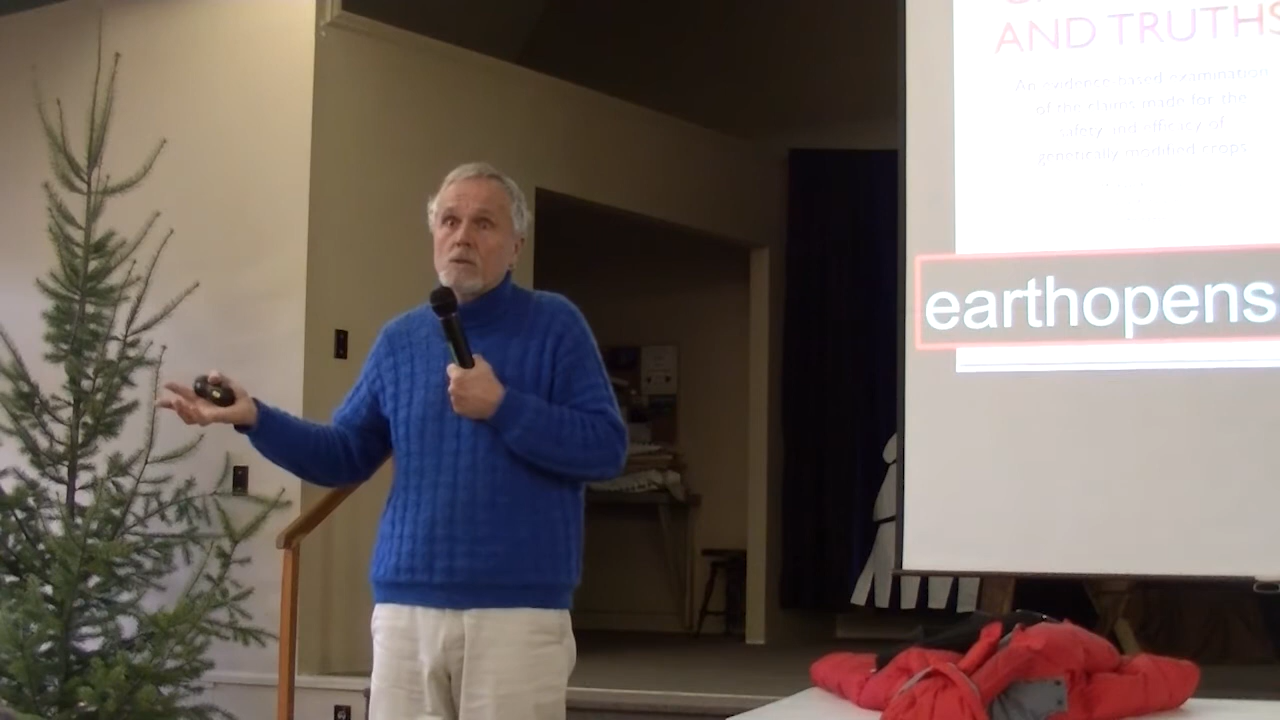 AND TRUTHS
An evidence-based examination
of the claims made for the
safety and efficacy of
genetically modified crops
earthopens